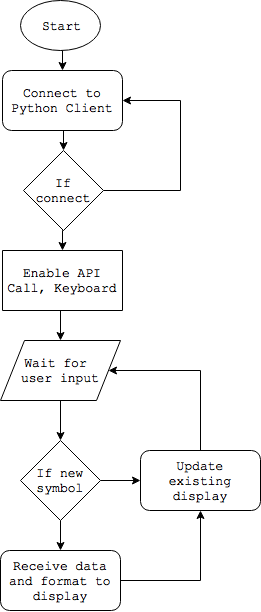 Start
Connect to
Python Client
If
connect
Enable API
Call, Keyboard
Wait for
user input
If new
symbol
Update
existing
display
Receive data
and format to
display